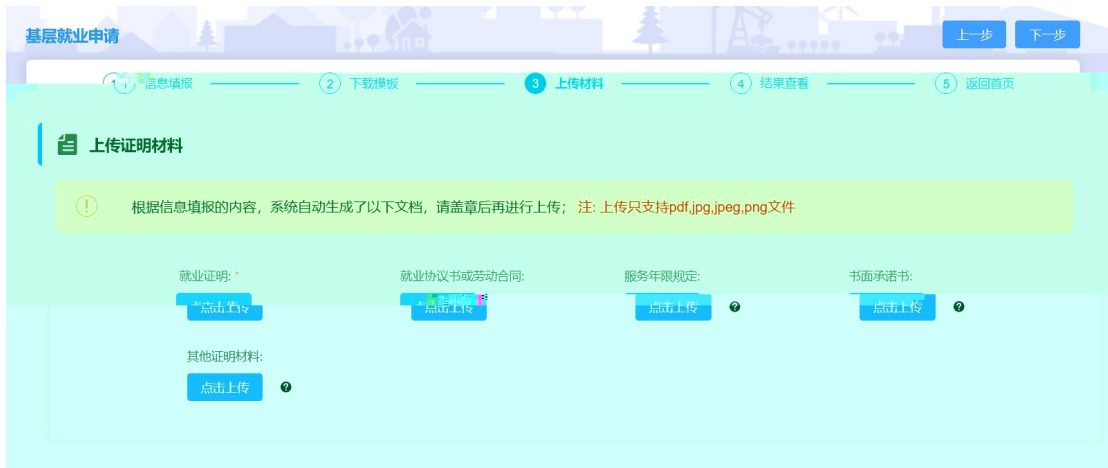 基层就业申请
上一步 下一步
1 信息填报 2 下载模板 3 上传材料 4 结果查看 5 返回首页
上传证明材料
根据信息填报的内容，系统自动生成了以下文档，请盖章后再进行上传； 注: 上传只支持pdf,jpg,jpeg,png文件
就业证明: * 就业协议书或劳动合同: 服务年限规定: 书面承诺书:
点击上传 点击上传 点击上传 点击上传
其他证明材料:
点击上传